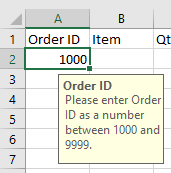 A B
1 Order ID Item Qt
2 1000
3 Order ID
4 Please enter Order
ID as a number
5 between 1000 and
6 9999.
7